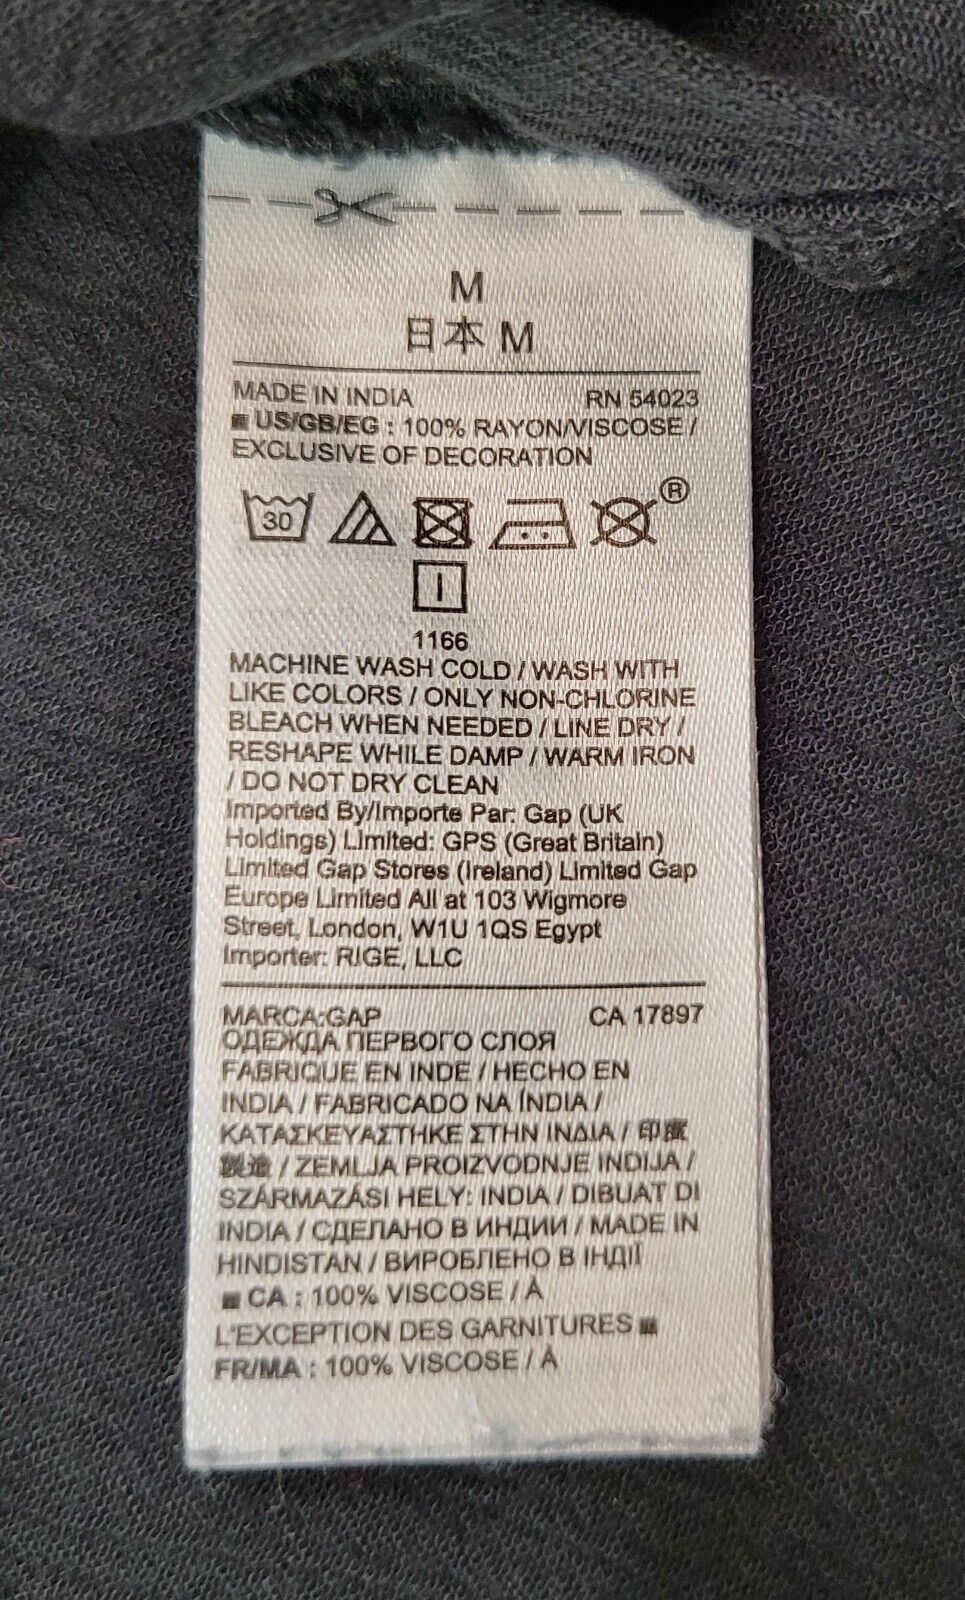 M
日本 M
MADE IN INDIA RN 54023
■ US/GB/EG : 100% RAYON/VISCOSE /
EXCLUSIVE OF DECORATION
30
®
I
1166
MACHINE WASH COLD / WASH WITH
LIKE COLORS / ONLY NON-CHLORINE
BLEACH WHEN NEEDED / LINE DRY /
RESHAPE WHILE DAMP / WARM IRON
/ DO NOT DRY CLEAN
Imported By/Importe Par: Gap (UK
Holdings) Limited: GPS (Great Britain)
Limited Gap Stores (Ireland) Limited Gap
Europe Limited All at 103 Wigmore
Street, London, W1U 1QS Egypt
Importer: RIGE, LLC
MARCA:GAP CA 17897
ОДЕЖДА ПЕРВОГО СЛОЯ
FABRIQUE EN INDE / HECHO EN
INDIA / FABRICADO NA ÍNDIA /
ΚΑΤΑΣΚΕΥΑΣΤΗΚΕ ΣΤΗΝ ΙΝΔΙΑ / 印度
製造 / ZEMLJA PROIZVODNJE INDIJA /
SZÁRMAZÁSI HELY: INDIA / DIBUAT DI
INDIA / СДЕЛАНО В ИНДИИ / MADE IN
HINDISTAN / ВИРОБЛЕНО В ІНДІЇ
■ CA : 100% VISCOSE / À
L'EXCEPTION DES GARNITURES ■
FR/MA : 100% VISCOSE / À